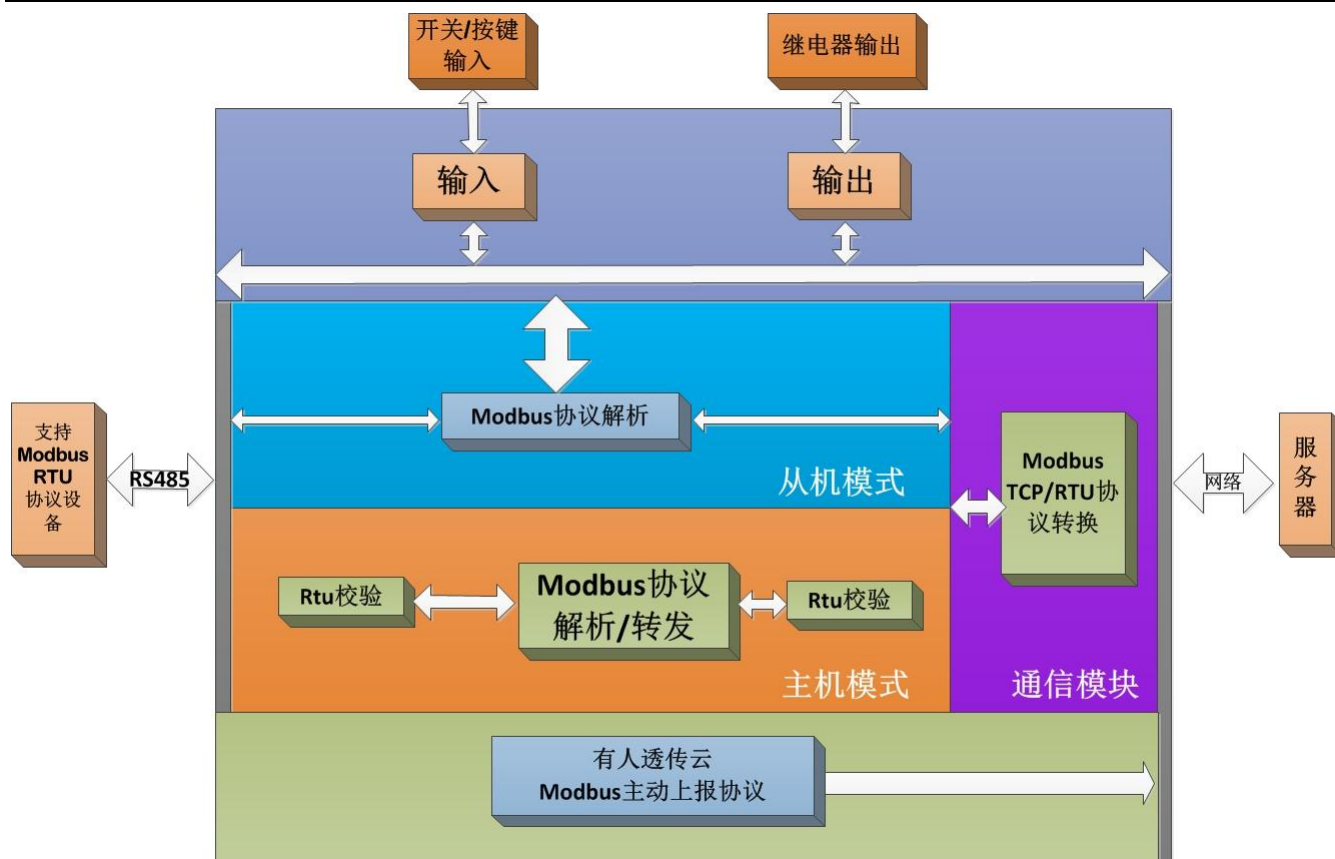 开关/按键
输入
继电器输出
输入
输出
Modbus协议解析
从机模式
支持
Modbus
RTU
协议设
备
RS485
Modbus
TCP/RTU协
议转换
网络
服
务
器
Rtu校验
Modbus协议
解析/转发
Rtu校验
主机模式
通信模块
有人透传云
Modbus主动上报协议